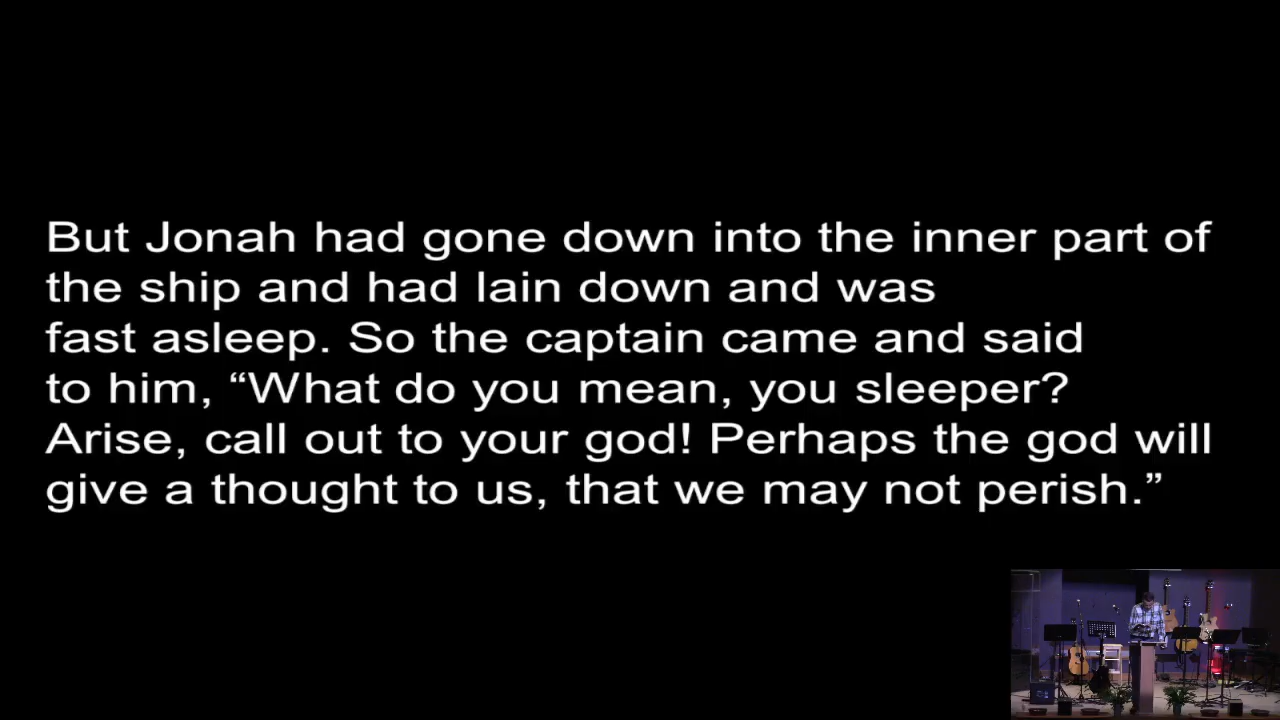 But Jonah had gone down into the inner part of
the ship and had lain down and was
fast asleep. So the captain came and said
to him, “What do you mean, you sleeper?
Arise, call out to your god! Perhaps the god will
give a thought to us, that we may not perish.”